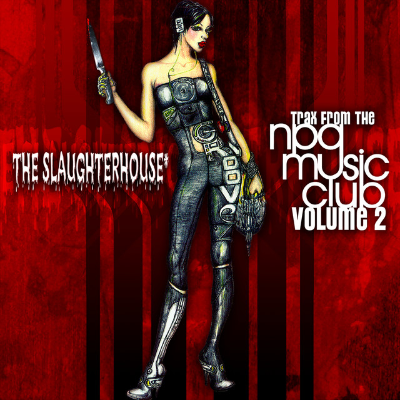 THE SLAUGHTERHOUSE*
Trax From The
npg
music
club
VOLUME 2